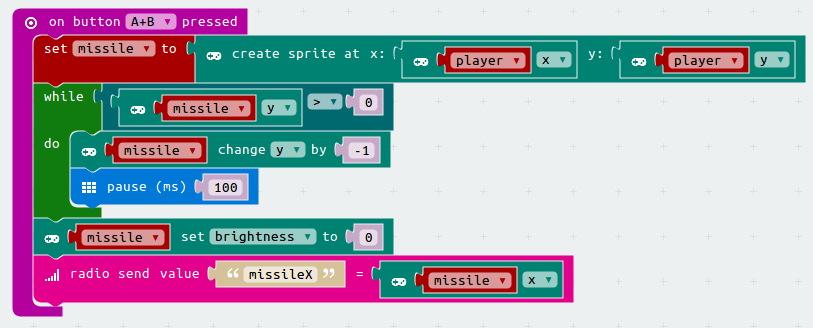 on button A+B pressed
set missile to create sprite at x: player x y: player y
while missile y > 0
do missile change y by -1
pause (ms) 100
missile set brightness to 0
radio send value “ missileX ” = missile x